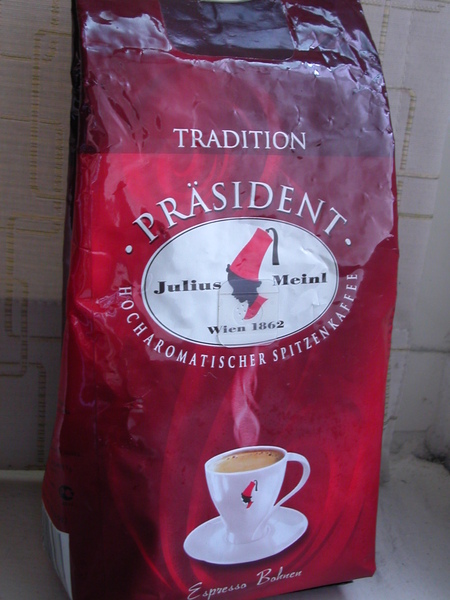 TRADITION
· PRÄSIDENT ·
Julius Meinl
Wien 1862
HOCHAROMATISCHER SPITZENKAFFEE
Espresso Bohnen